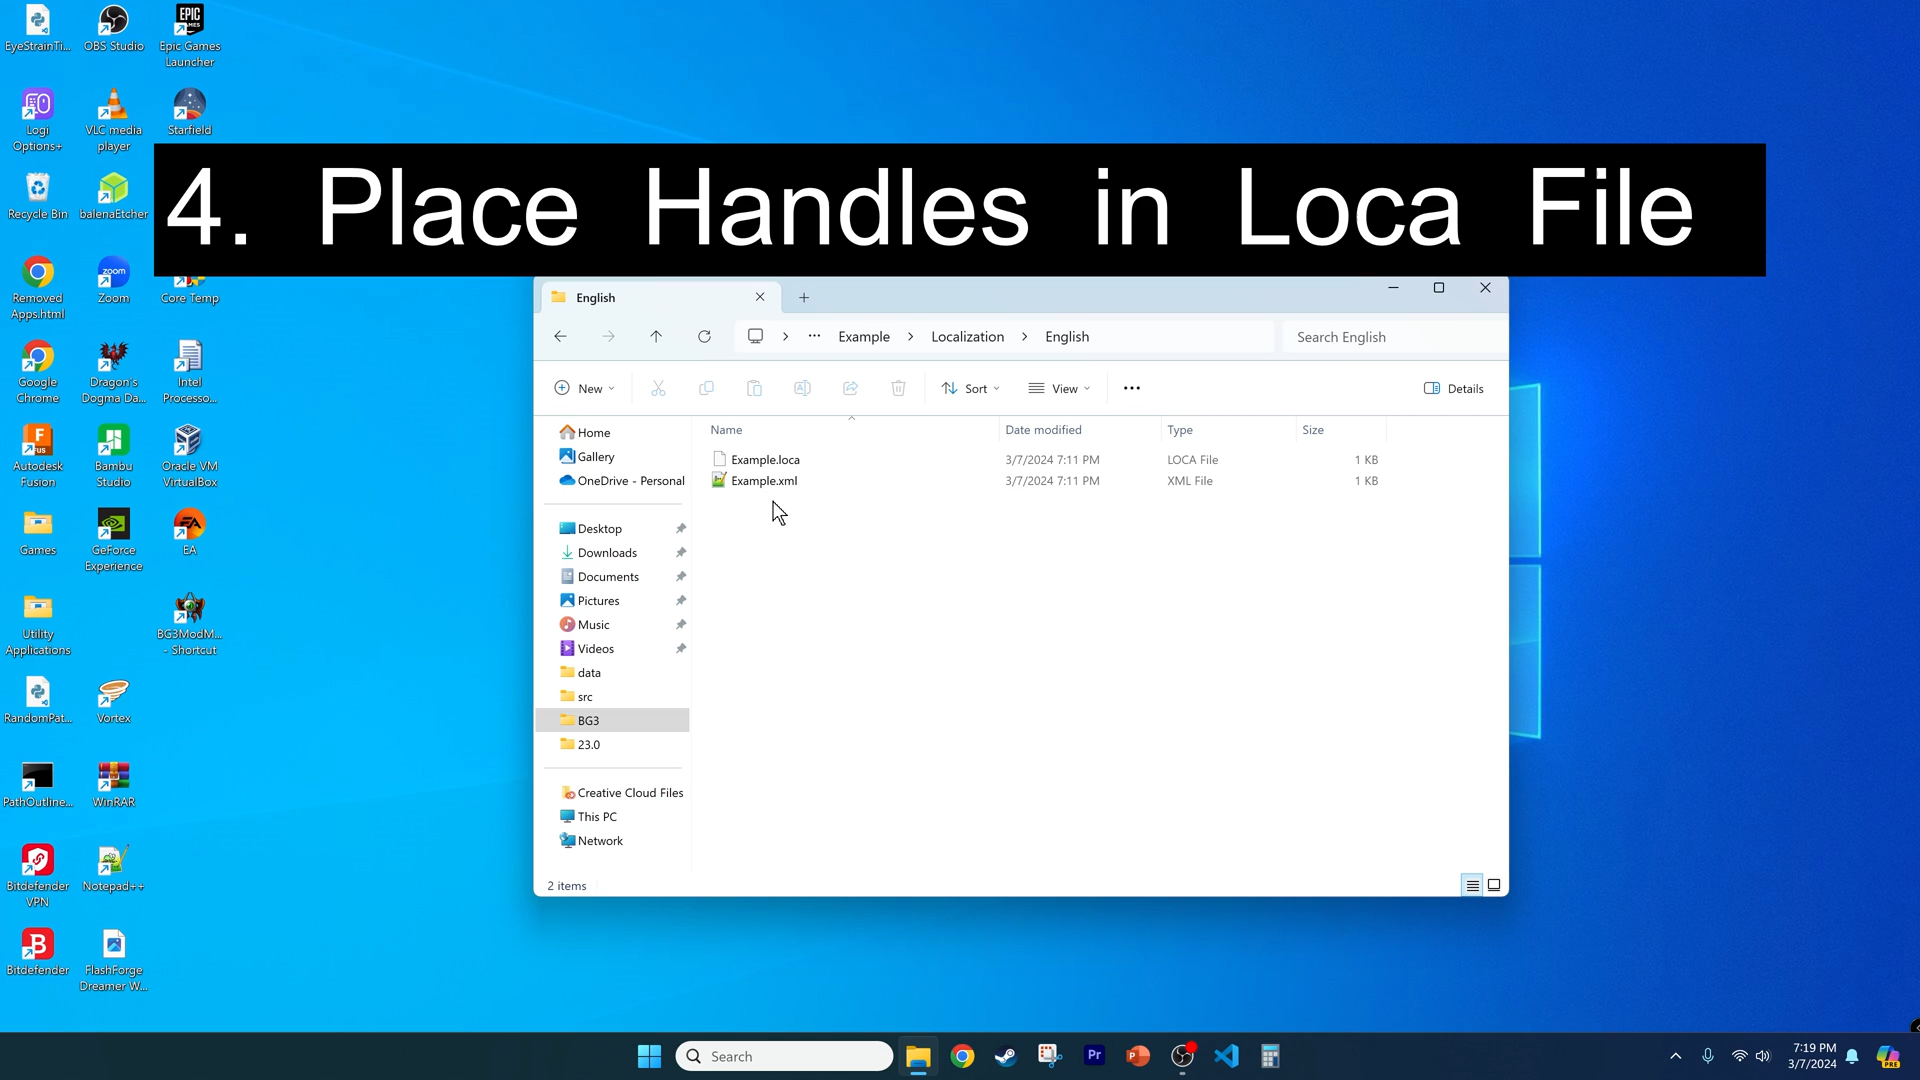 EyeStrainTi...
OBS Studio
EPIC
GAMES
Epic Games
Launcher
Logi
Options+
VLC media
player
Starfield
Recycle Bin
balenaEtcher
4. Place Handles in Loca File
Removed
Apps.html
zoom
Zoom
Core Temp
Google
Chrome
Dragon's
Dogma Da...
Intel
Processo...
Autodesk
Fusion
Bambu
Studio
Oracle VM
VirtualBox
Games
GeForce
Experience
EA
Utility
Applications
BG3ModM...
- Shortcut
RandomPat...
Vortex
PathOutline...
WinRAR
Bitdefender
VPN
Notepad++
Bitdefender
FlashForge
Dreamer W...
English
... Example > Localization > English
Search English
New
Sort
View
Details
Name
Date modified
Type
Size
Example.loca 3/7/2024 7:11 PM LOCA File 1 KB
Example.xml 3/7/2024 7:11 PM XML File 1 KB
Home
Gallery
OneDrive - Personal
Desktop
Downloads
Documents
Pictures
Music
Videos
data
src
BG3
23.0
Creative Cloud Files
This PC
Network
2 items
Search
Pr
7:19 PM
3/7/2024
PRE